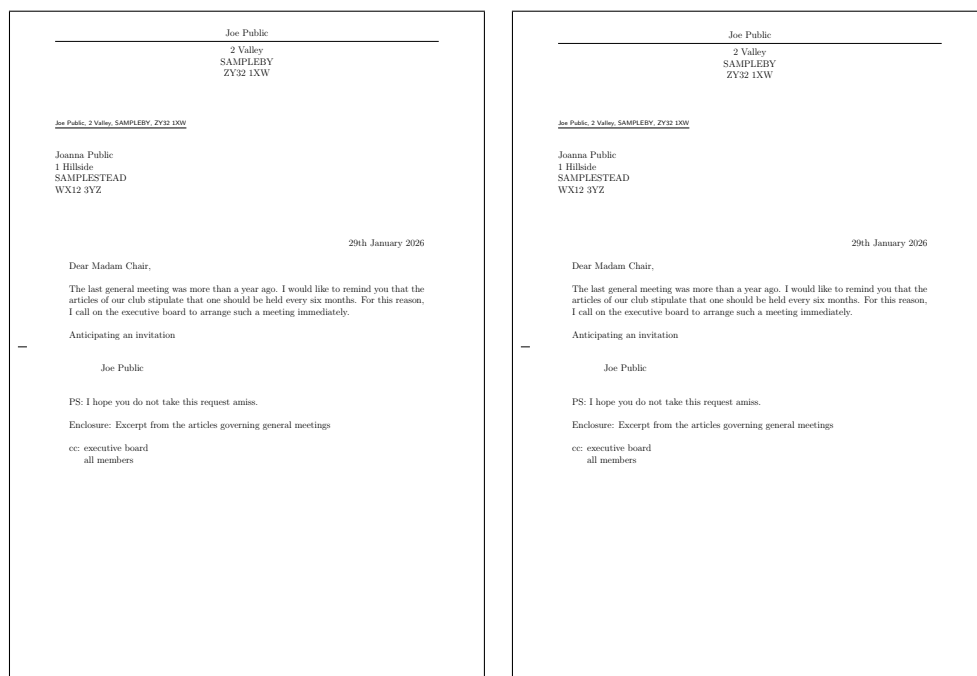 Joe Public
2 Valley
SAMPLEBY
ZY32 1XW
Joe Public, 2 Valley, SAMPLEBY, ZY32 1XW
Joanna Public
1 Hillside
SAMPLESTEAD
WX12 3YZ
29th January 2026
Dear Madam Chair,
The last general meeting was more than a year ago. I would like to remind you that the
articles of our club stipulate that one should be held every six months. For this reason,
I call on the executive board to arrange such a meeting immediately.
Anticipating an invitation
Joe Public
PS: I hope you do not take this request amiss.
Enclosure: Excerpt from the articles governing general meetings
cc: executive board
all members
Joe Public
2 Valley
SAMPLEBY
ZY32 1XW
Joe Public, 2 Valley, SAMPLEBY, ZY32 1XW
Joanna Public
1 Hillside
SAMPLESTEAD
WX12 3YZ
29th January 2026
Dear Madam Chair,
The last general meeting was more than a year ago. I would like to remind you that the
articles of our club stipulate that one should be held every six months. For this reason,
I call on the executive board to arrange such a meeting immediately.
Anticipating an invitation
Joe Public
PS: I hope you do not take this request amiss.
Enclosure: Excerpt from the articles governing general meetings
cc: executive board
all members